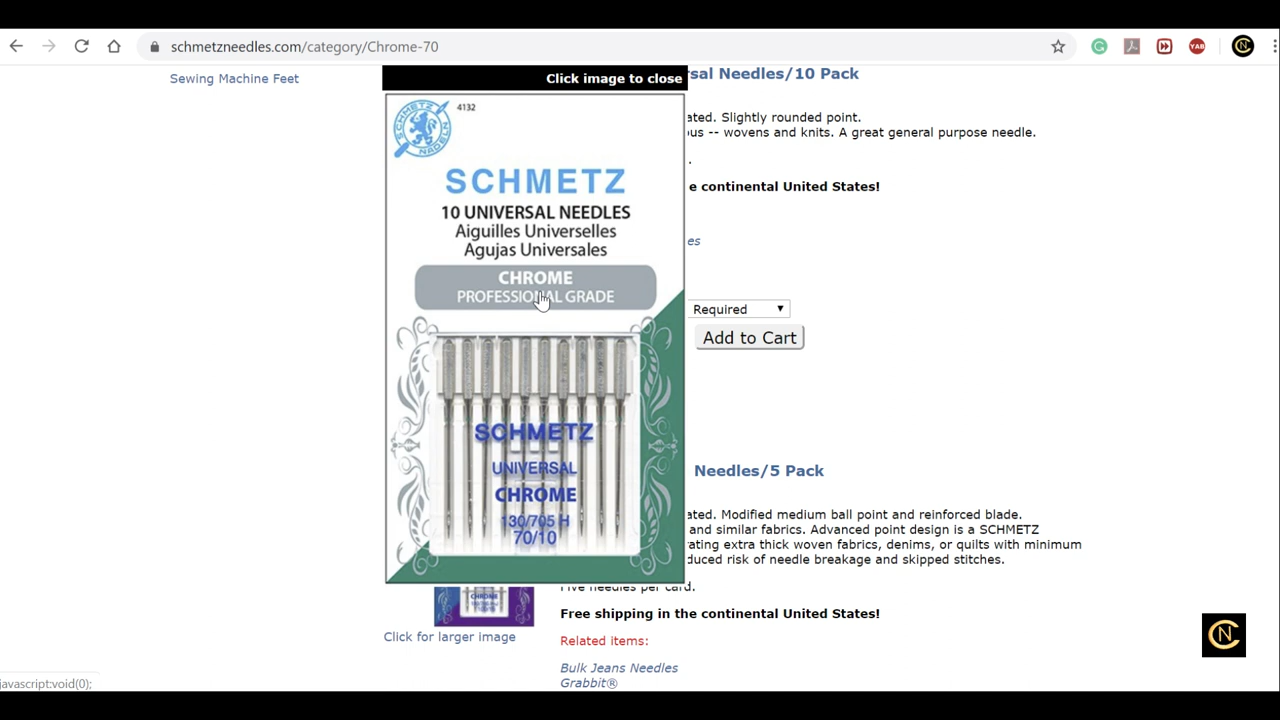 schmetzneedles.com/category/Chrome-70
YAB
Sewing Machine Feet
Click image to close
sal Needles/10 Pack
ated. Slightly rounded point.
ous -- wovens and knits. A great general purpose needle.
.
e continental United States!
es
Required
Add to Cart
4132
SCHMETZ
NADELN
SCHMETZ
10 UNIVERSAL NEEDLES
Aiguilles Universelles
Agujas Universales
CHROME
PROFESSIONAL GRADE
SCHMETZ
UNIVERSAL
CHROME
130/705 H
70/10
Needles/5 Pack
ated. Modified medium ball point and reinforced blade.
and similar fabrics. Advanced point design is a SCHMETZ
rating extra thick woven fabrics, denims, or quilts with minimum
duced risk of needle breakage and skipped stitches.
Five needles per card.
CHROME
Click for larger image
Free shipping in the continental United States!
Related items:
Bulk Jeans Needles
Grabbit®
javascript:void(0);